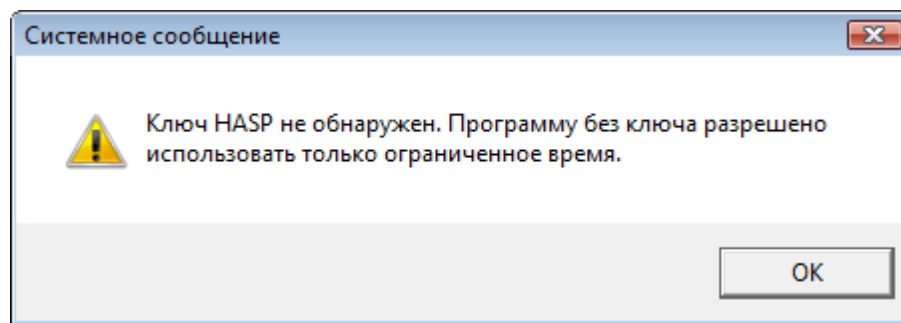 Системное сообщение
Ключ HASP не обнаружен. Программу без ключа разрешено
использовать только ограниченное время.
OK